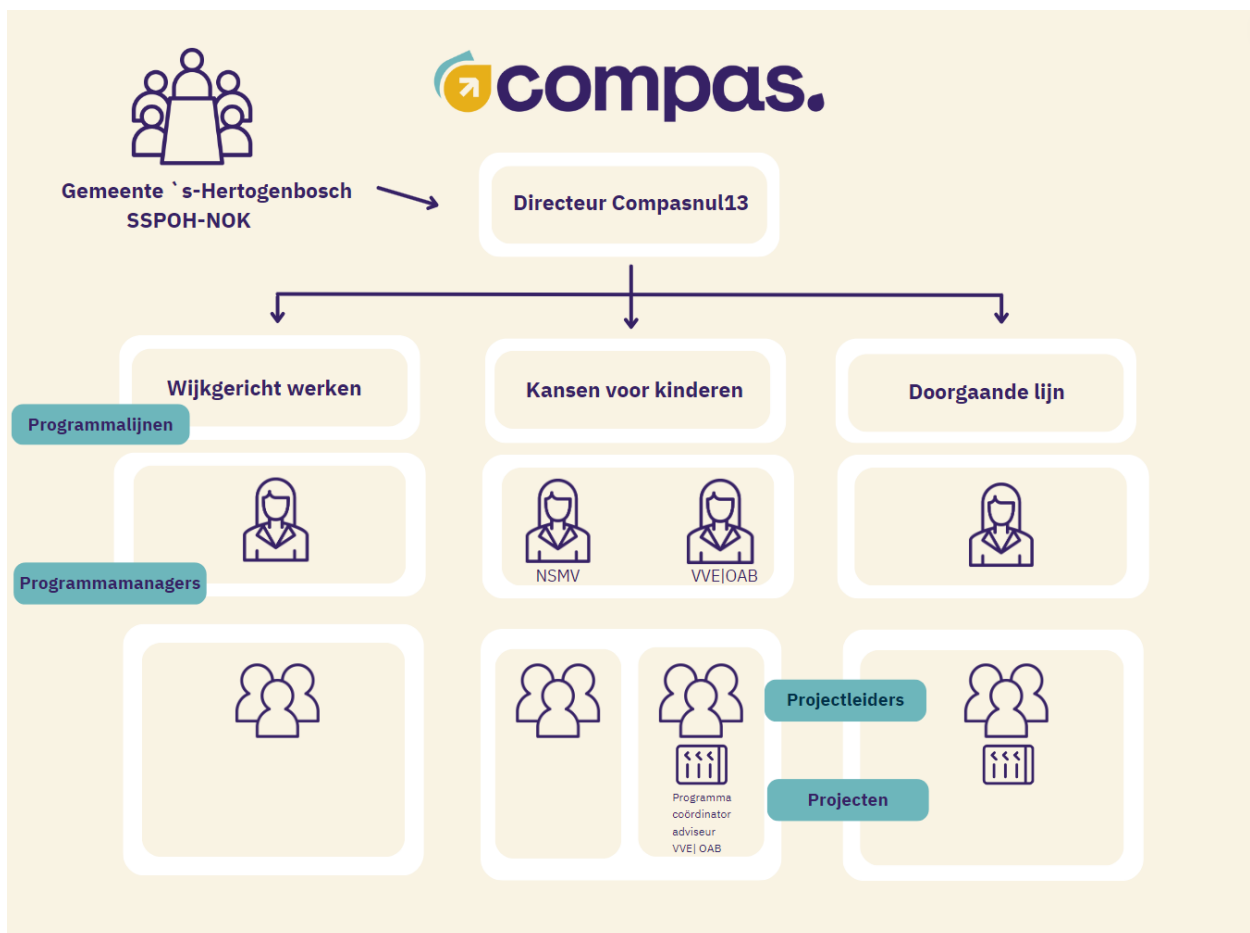 compas.
Gemeente `s-Hertogenbosch
SSPOH-NOK
Directeur Compasnul13
Wijkgericht werken
Kansen voor kinderen
Doorgaande lijn
Programmalijnen
NSMV
VVE|OAB
Programmamanagers
Projectleiders
Projecten
Programma
coördinator
adviseur
VVE| OAB